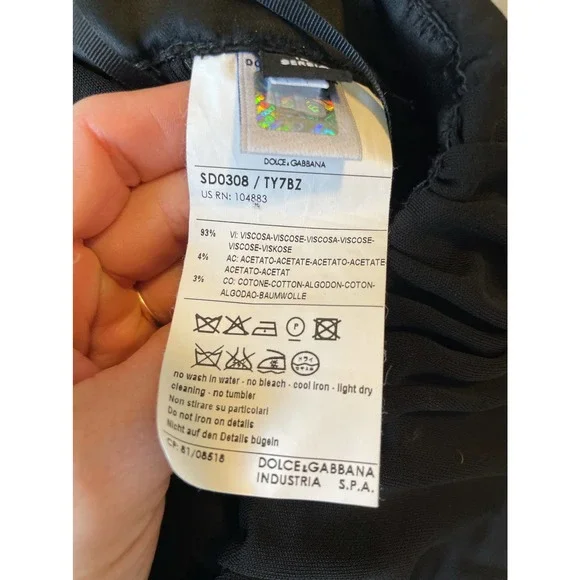 DOLCE&GABBANA
SD0308 / TY7BZ
US RN: 104883
93% VI: VISCOSA-VISCOSE-VISCOSA-VISCOSE-
VISCOSE-VISKOSE
4% AC: ACETATO-ACETATE-ACETATO-ACETATE
ACETATO-ACETAT
3% CO: COTONE-COTTON-ALGODON-COTON-
ALGODAO-BAUMWOLLE
P
no wash in water - no bleach - cool iron - light dry
cleaning - no tumbler
Non stirare su particolari
Do not iron on details
Nicht auf den Details bügeln
CP: 81/08518
DOLCE&GABBANA
INDUSTRIA S.P.A.